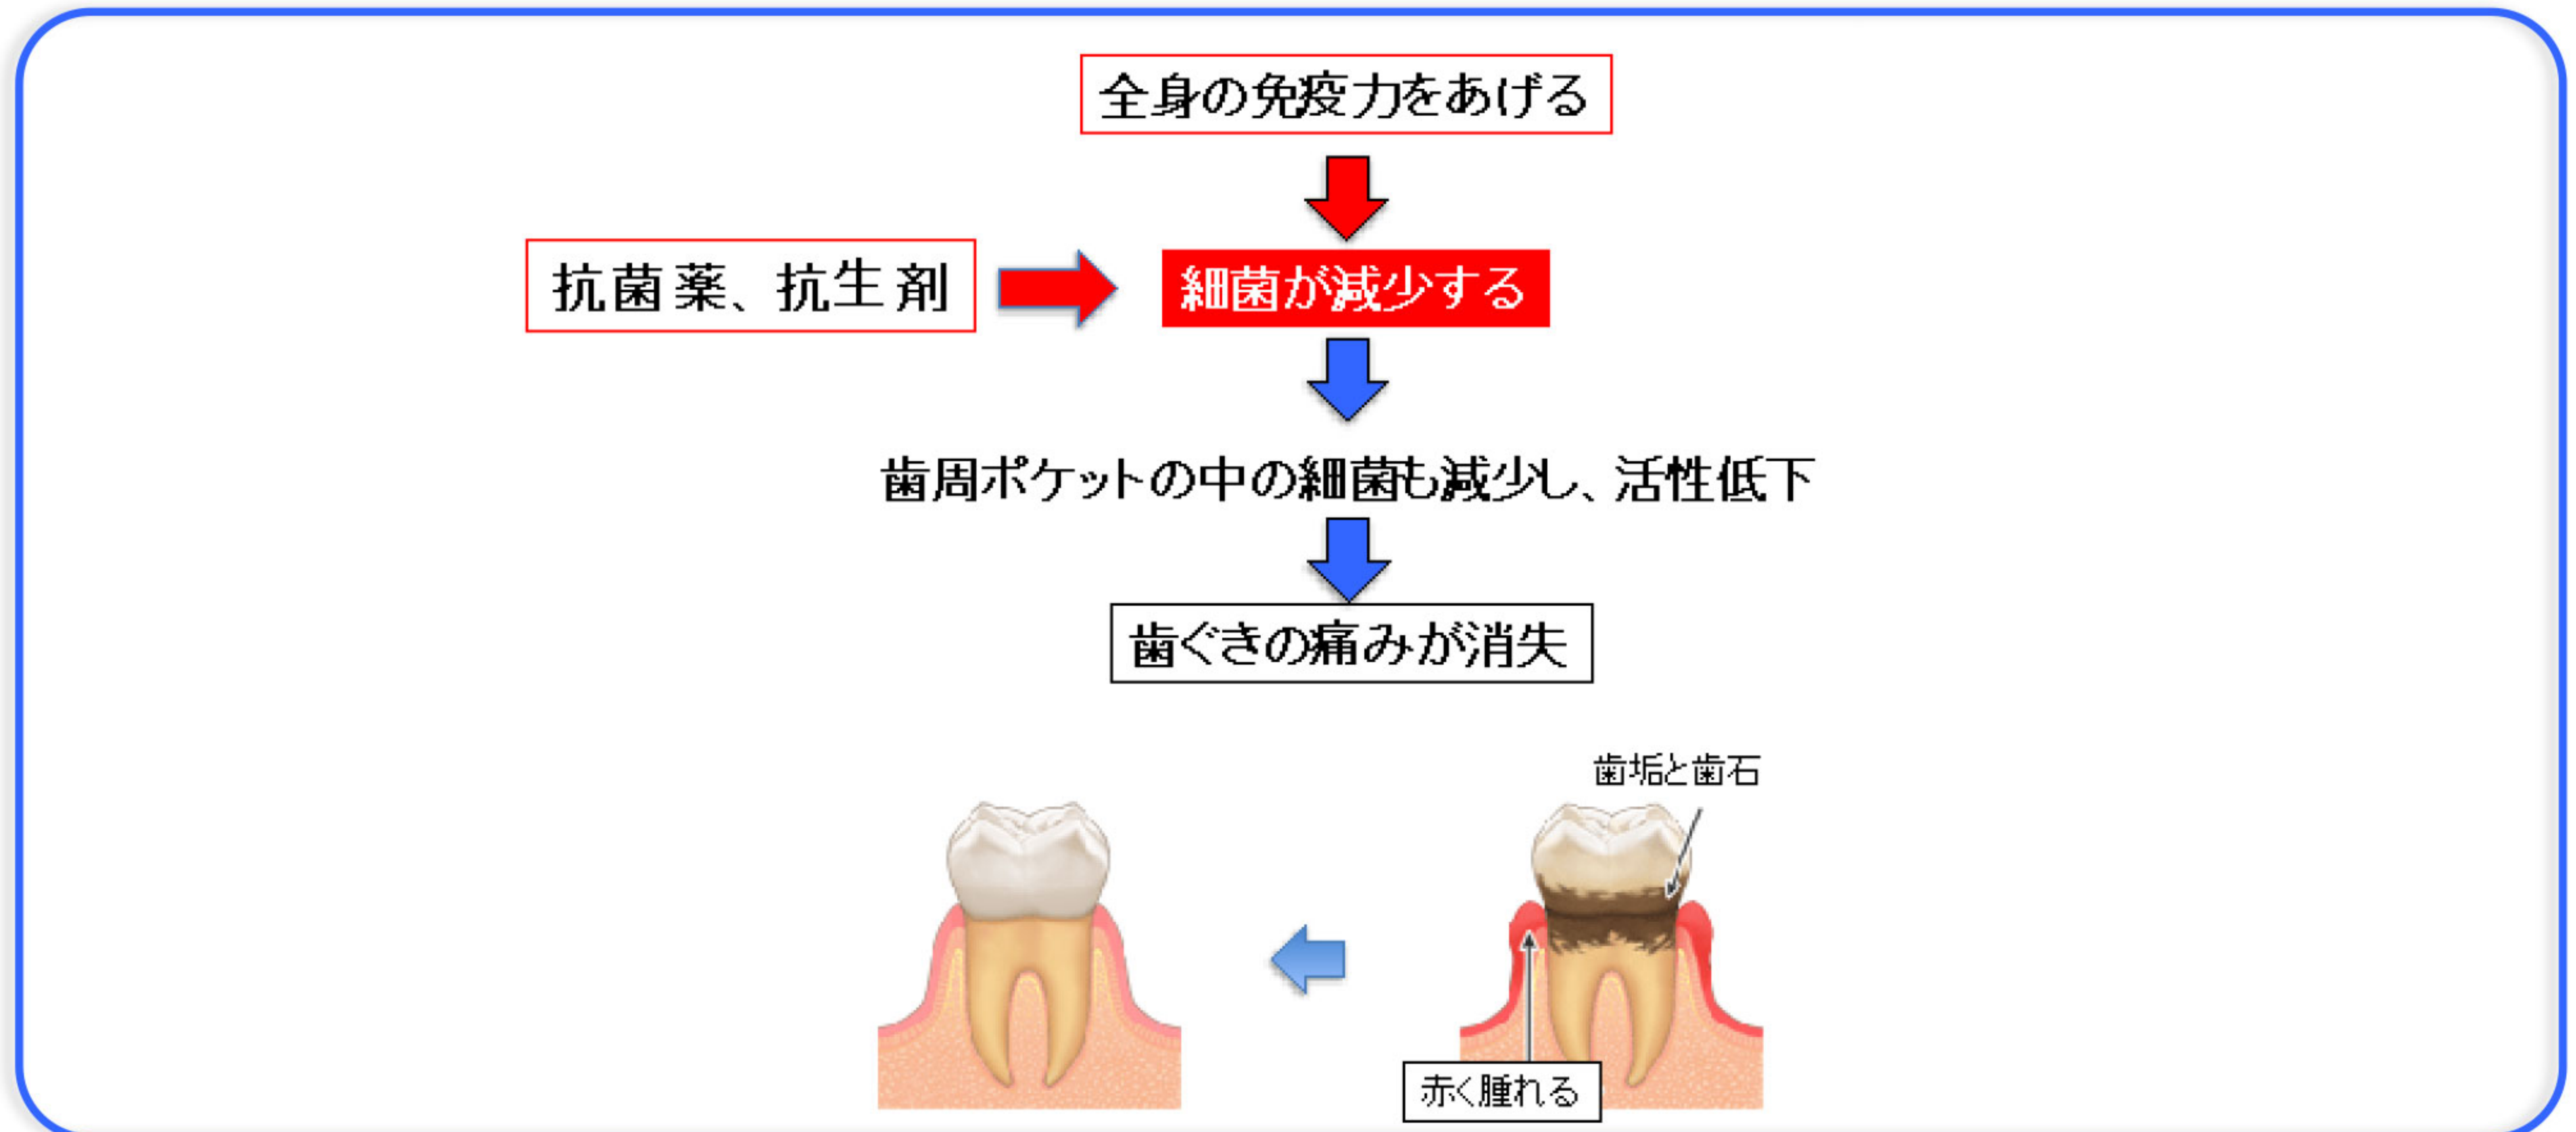 全身の免疫力をあげる
抗菌薬、抗生剤
細菌が減少する
歯周ポケットの中の細菌も減少し、活性低下
歯ぐきの痛みが消失
歯垢と歯石
赤く腫れる